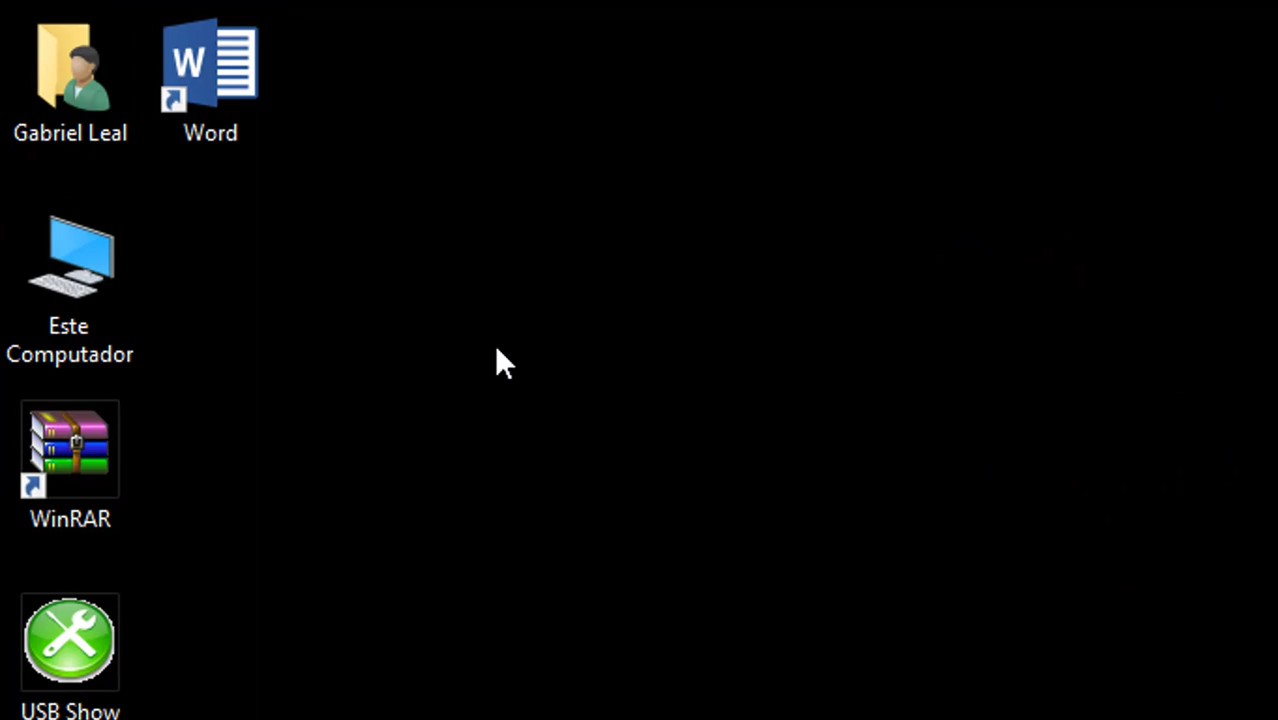 Gabriel Leal
Word
Este
Computador
WinRAR
USB Show